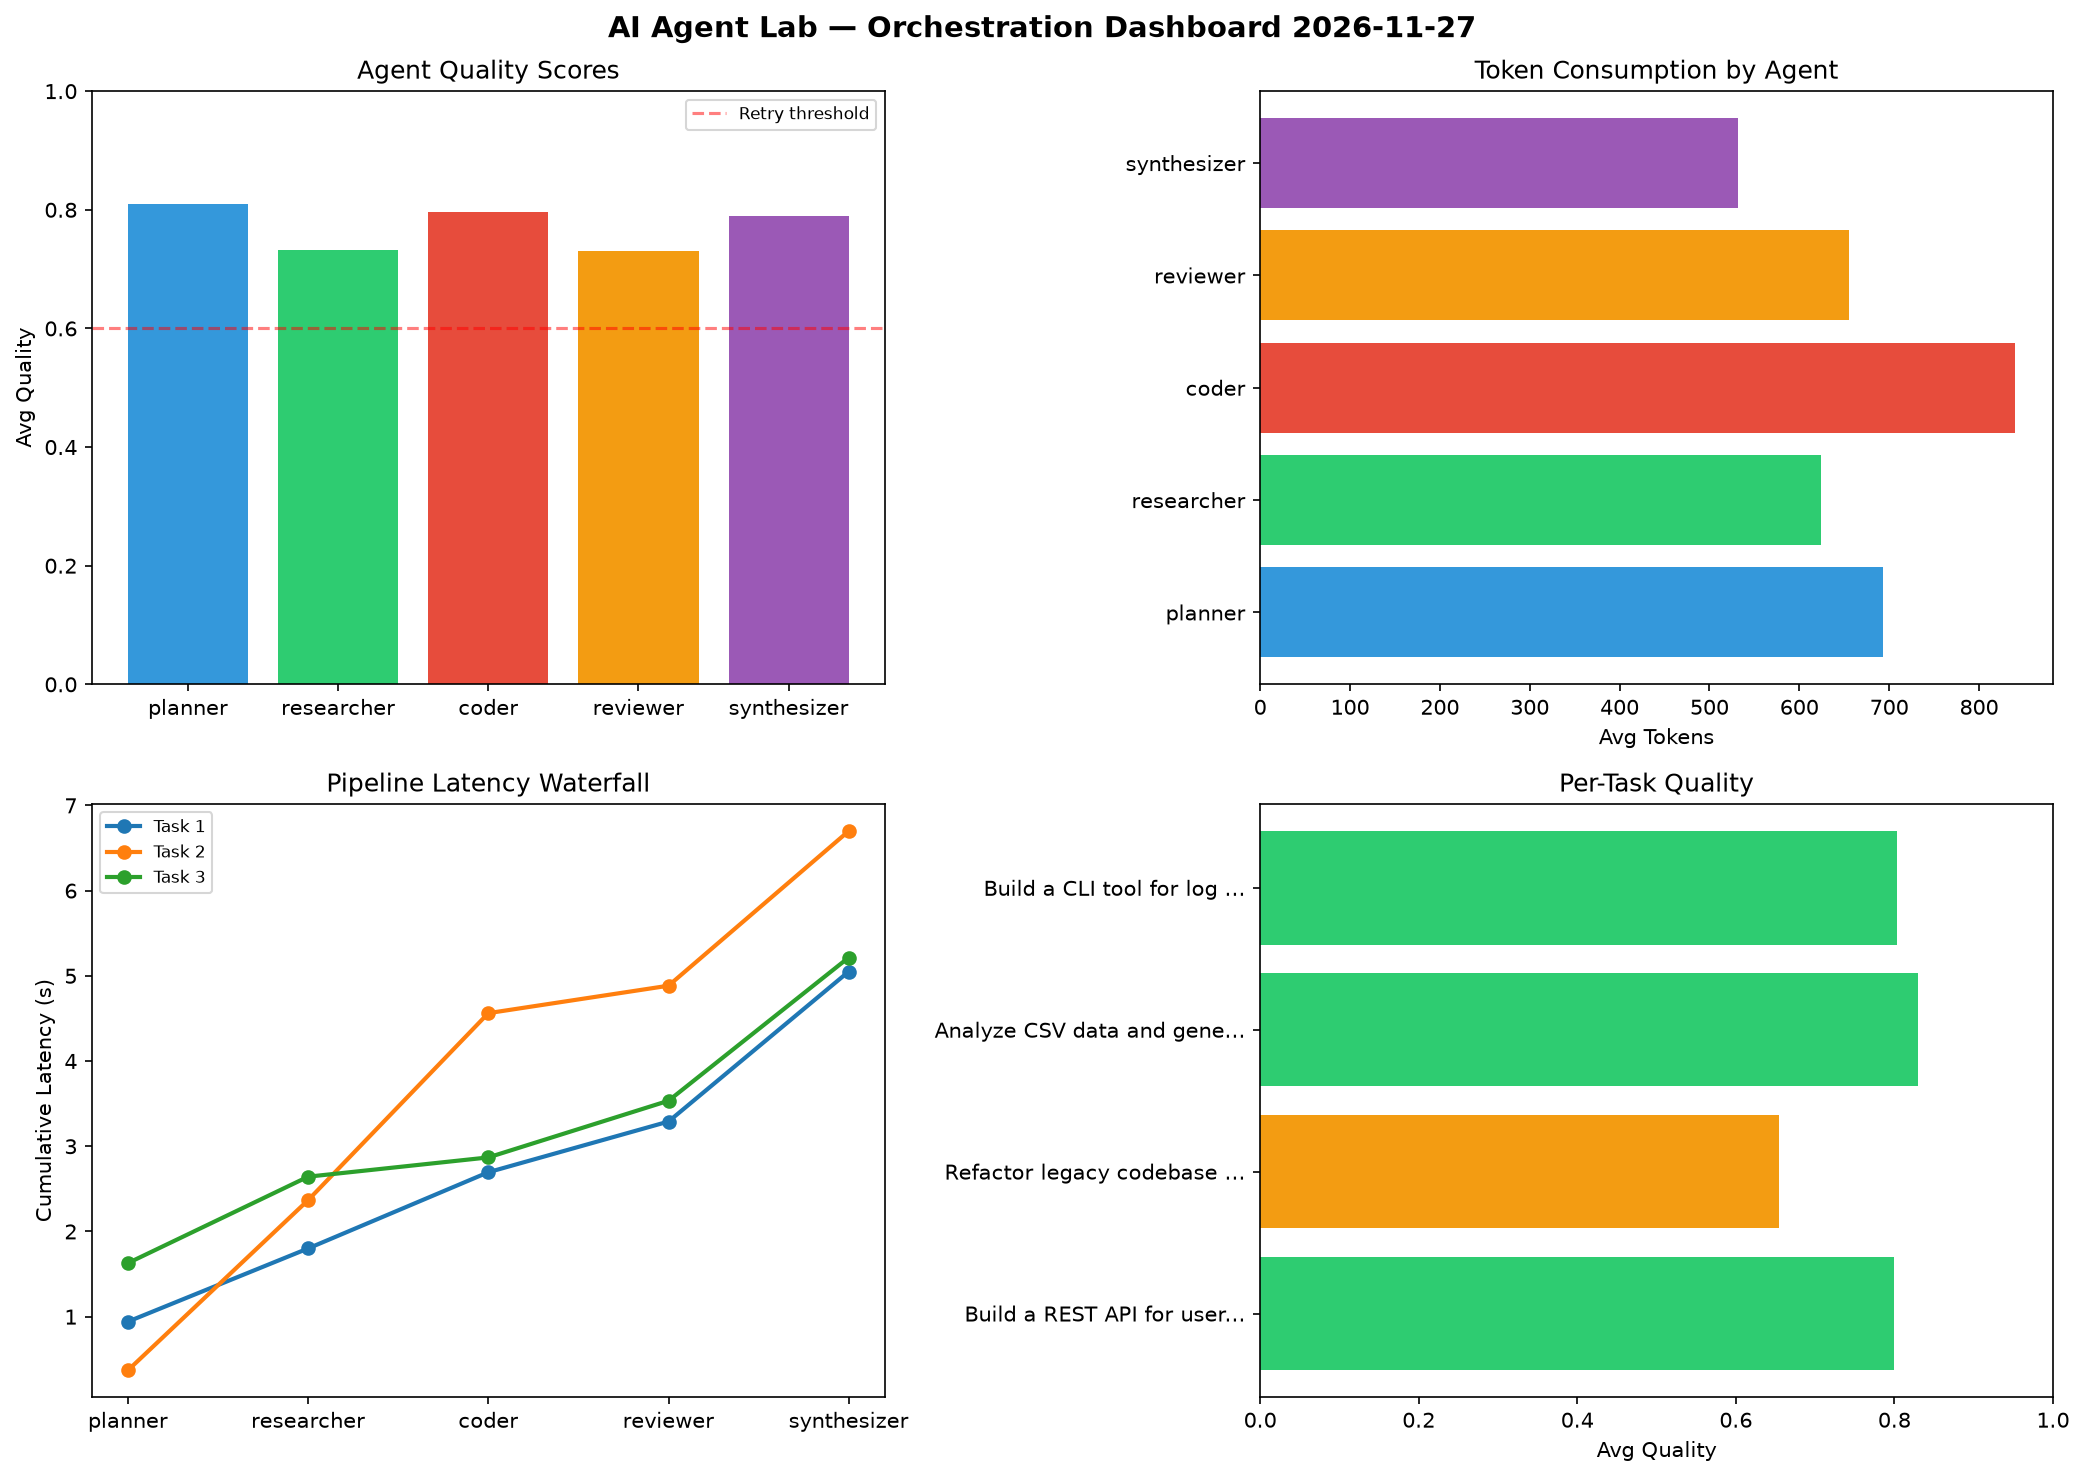 AI Agent Lab — Orchestration Dashboard 2026-11-27
Agent Quality Scores
Retry threshold
Avg Quality
1.0
0.8
0.6
0.4
0.2
0.0
planner researcher coder reviewer synthesizer
Token Consumption by Agent
synthesizer
reviewer
coder
researcher
planner
0 100 200 300 400 500 600 700 800
Avg Tokens
Pipeline Latency Waterfall
Task 1
Task 2
Task 3
Cumulative Latency (s)
7
6
5
4
3
2
1
planner researcher coder reviewer synthesizer
Per-Task Quality
Build a CLI tool for log ...
Analyze CSV data and gene...
Refactor legacy codebase ...
Build a REST API for user...
0.0 0.2 0.4 0.6 0.8 1.0
Avg Quality